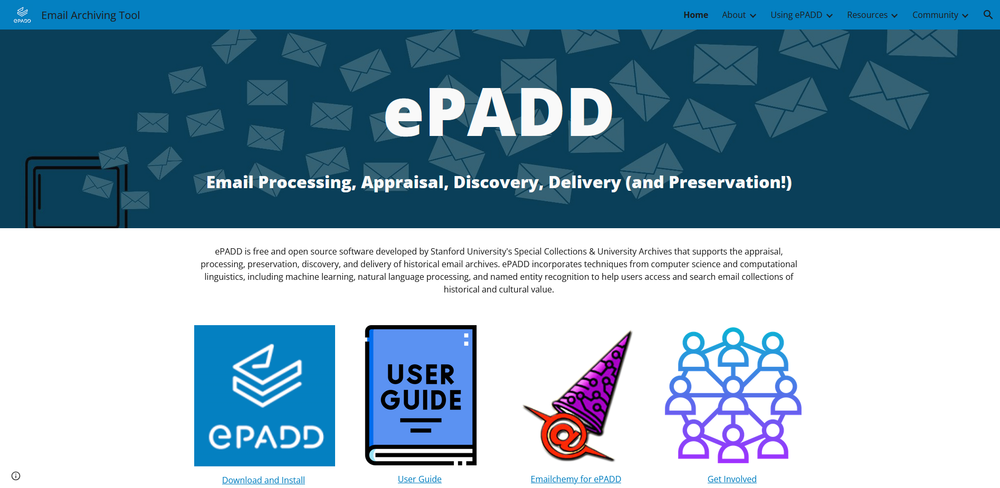 ePADD
Email Archiving Tool
Home
About
Using ePADD
Resources
Community
ePADD
Email Processing, Appraisal, Discovery, Delivery (and Preservation!)
ePADD is free and open source software developed by Stanford University's Special Collections & University Archives that supports the appraisal,
processing, preservation, discovery, and delivery of historical email archives. ePADD incorporates techniques from computer science and computational
linguistics, including machine learning, natural language processing, and named entity recognition to help users access and search email collections of
historical and cultural value.
ePADD
USER
GUIDE
@
Download and Install
User Guide
Emailchemy for ePADD
Get Involved